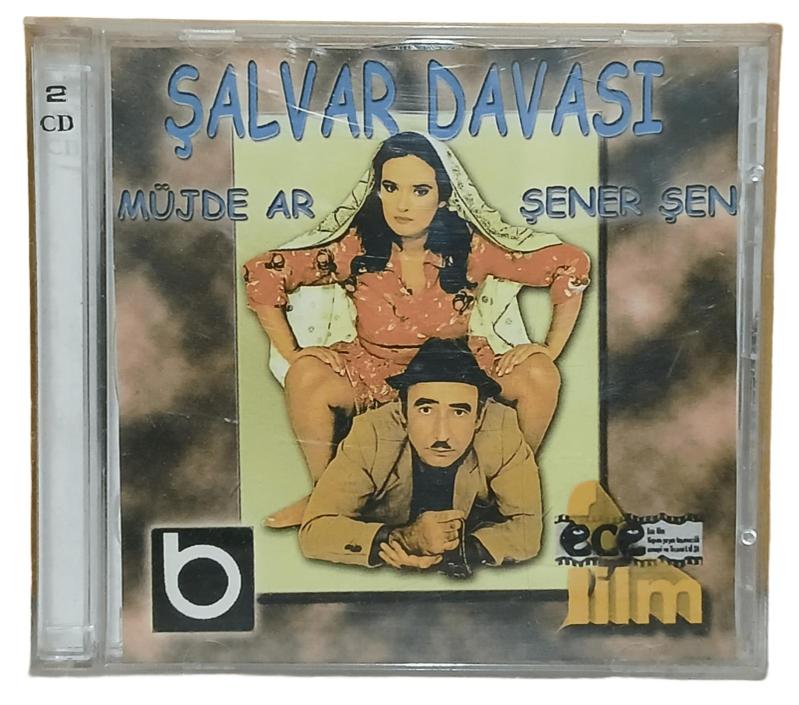 2
CD
ŞALVAR DAVASI
MÜJDE AR
ŞENER ŞEN
b
ece
film